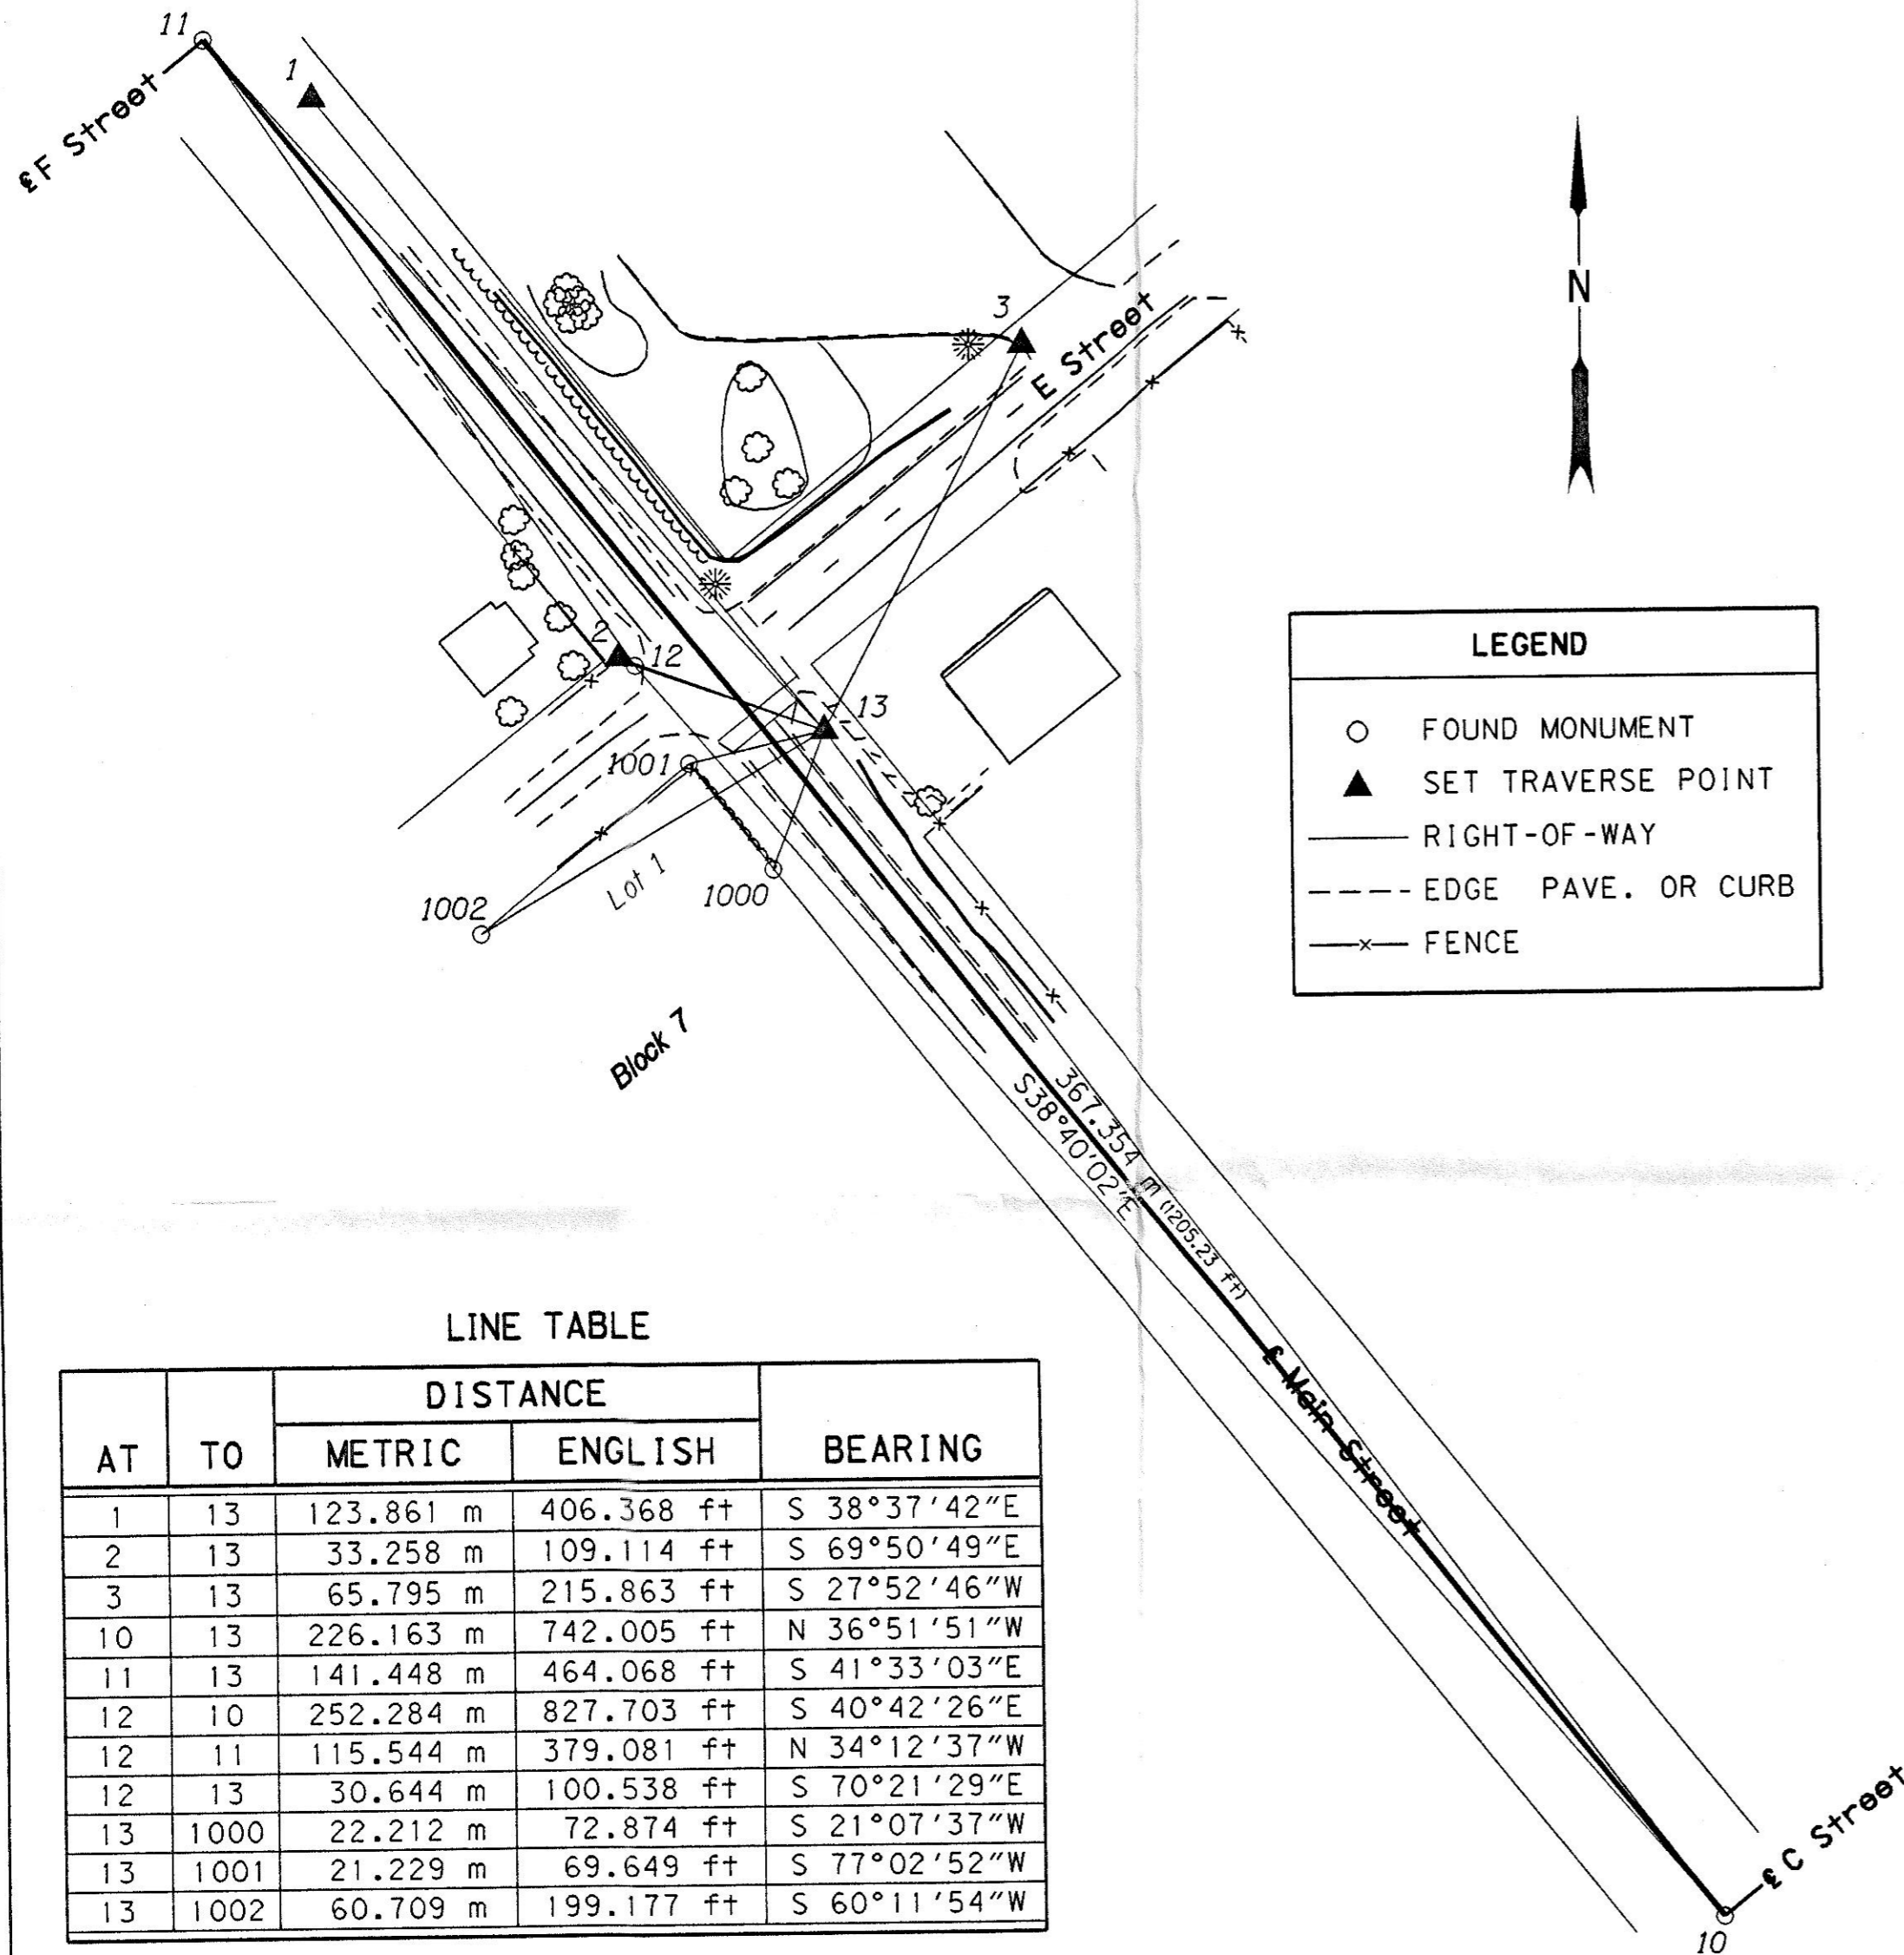 11
1
℄ F Street
N
3
E Street
2
12
13
1001
1000
1002
Lot 1
Block 7
LEGEND
FOUND MONUMENT
SET TRAVERSE POINT
RIGHT-OF-WAY
EDGE PAVE. OR CURB
FENCE
367.354 m (1205.23 ft)
S38°40'02"E
℄ Main Street
℄ C Street
10
LINE TABLE
AT TO DISTANCE BEARING
METRIC ENGLISH
1 13 123.861 m 406.368 ft S 38°37'42"E
2 13 33.258 m 109.114 ft S 69°50'49"E
3 13 65.795 m 215.863 ft S 27°52'46"W
10 13 226.163 m 742.005 ft N 36°51'51"W
11 13 141.448 m 464.068 ft S 41°33'03"E
12 10 252.284 m 827.703 ft S 40°42'26"E
12 11 115.544 m 379.081 ft N 34°12'37"W
12 13 30.644 m 100.538 ft S 70°21'29"E
13 1000 22.212 m 72.874 ft S 21°07'37"W
13 1001 21.229 m 69.649 ft S 77°02'52"W
13 1002 60.709 m 199.177 ft S 60°11'54"W